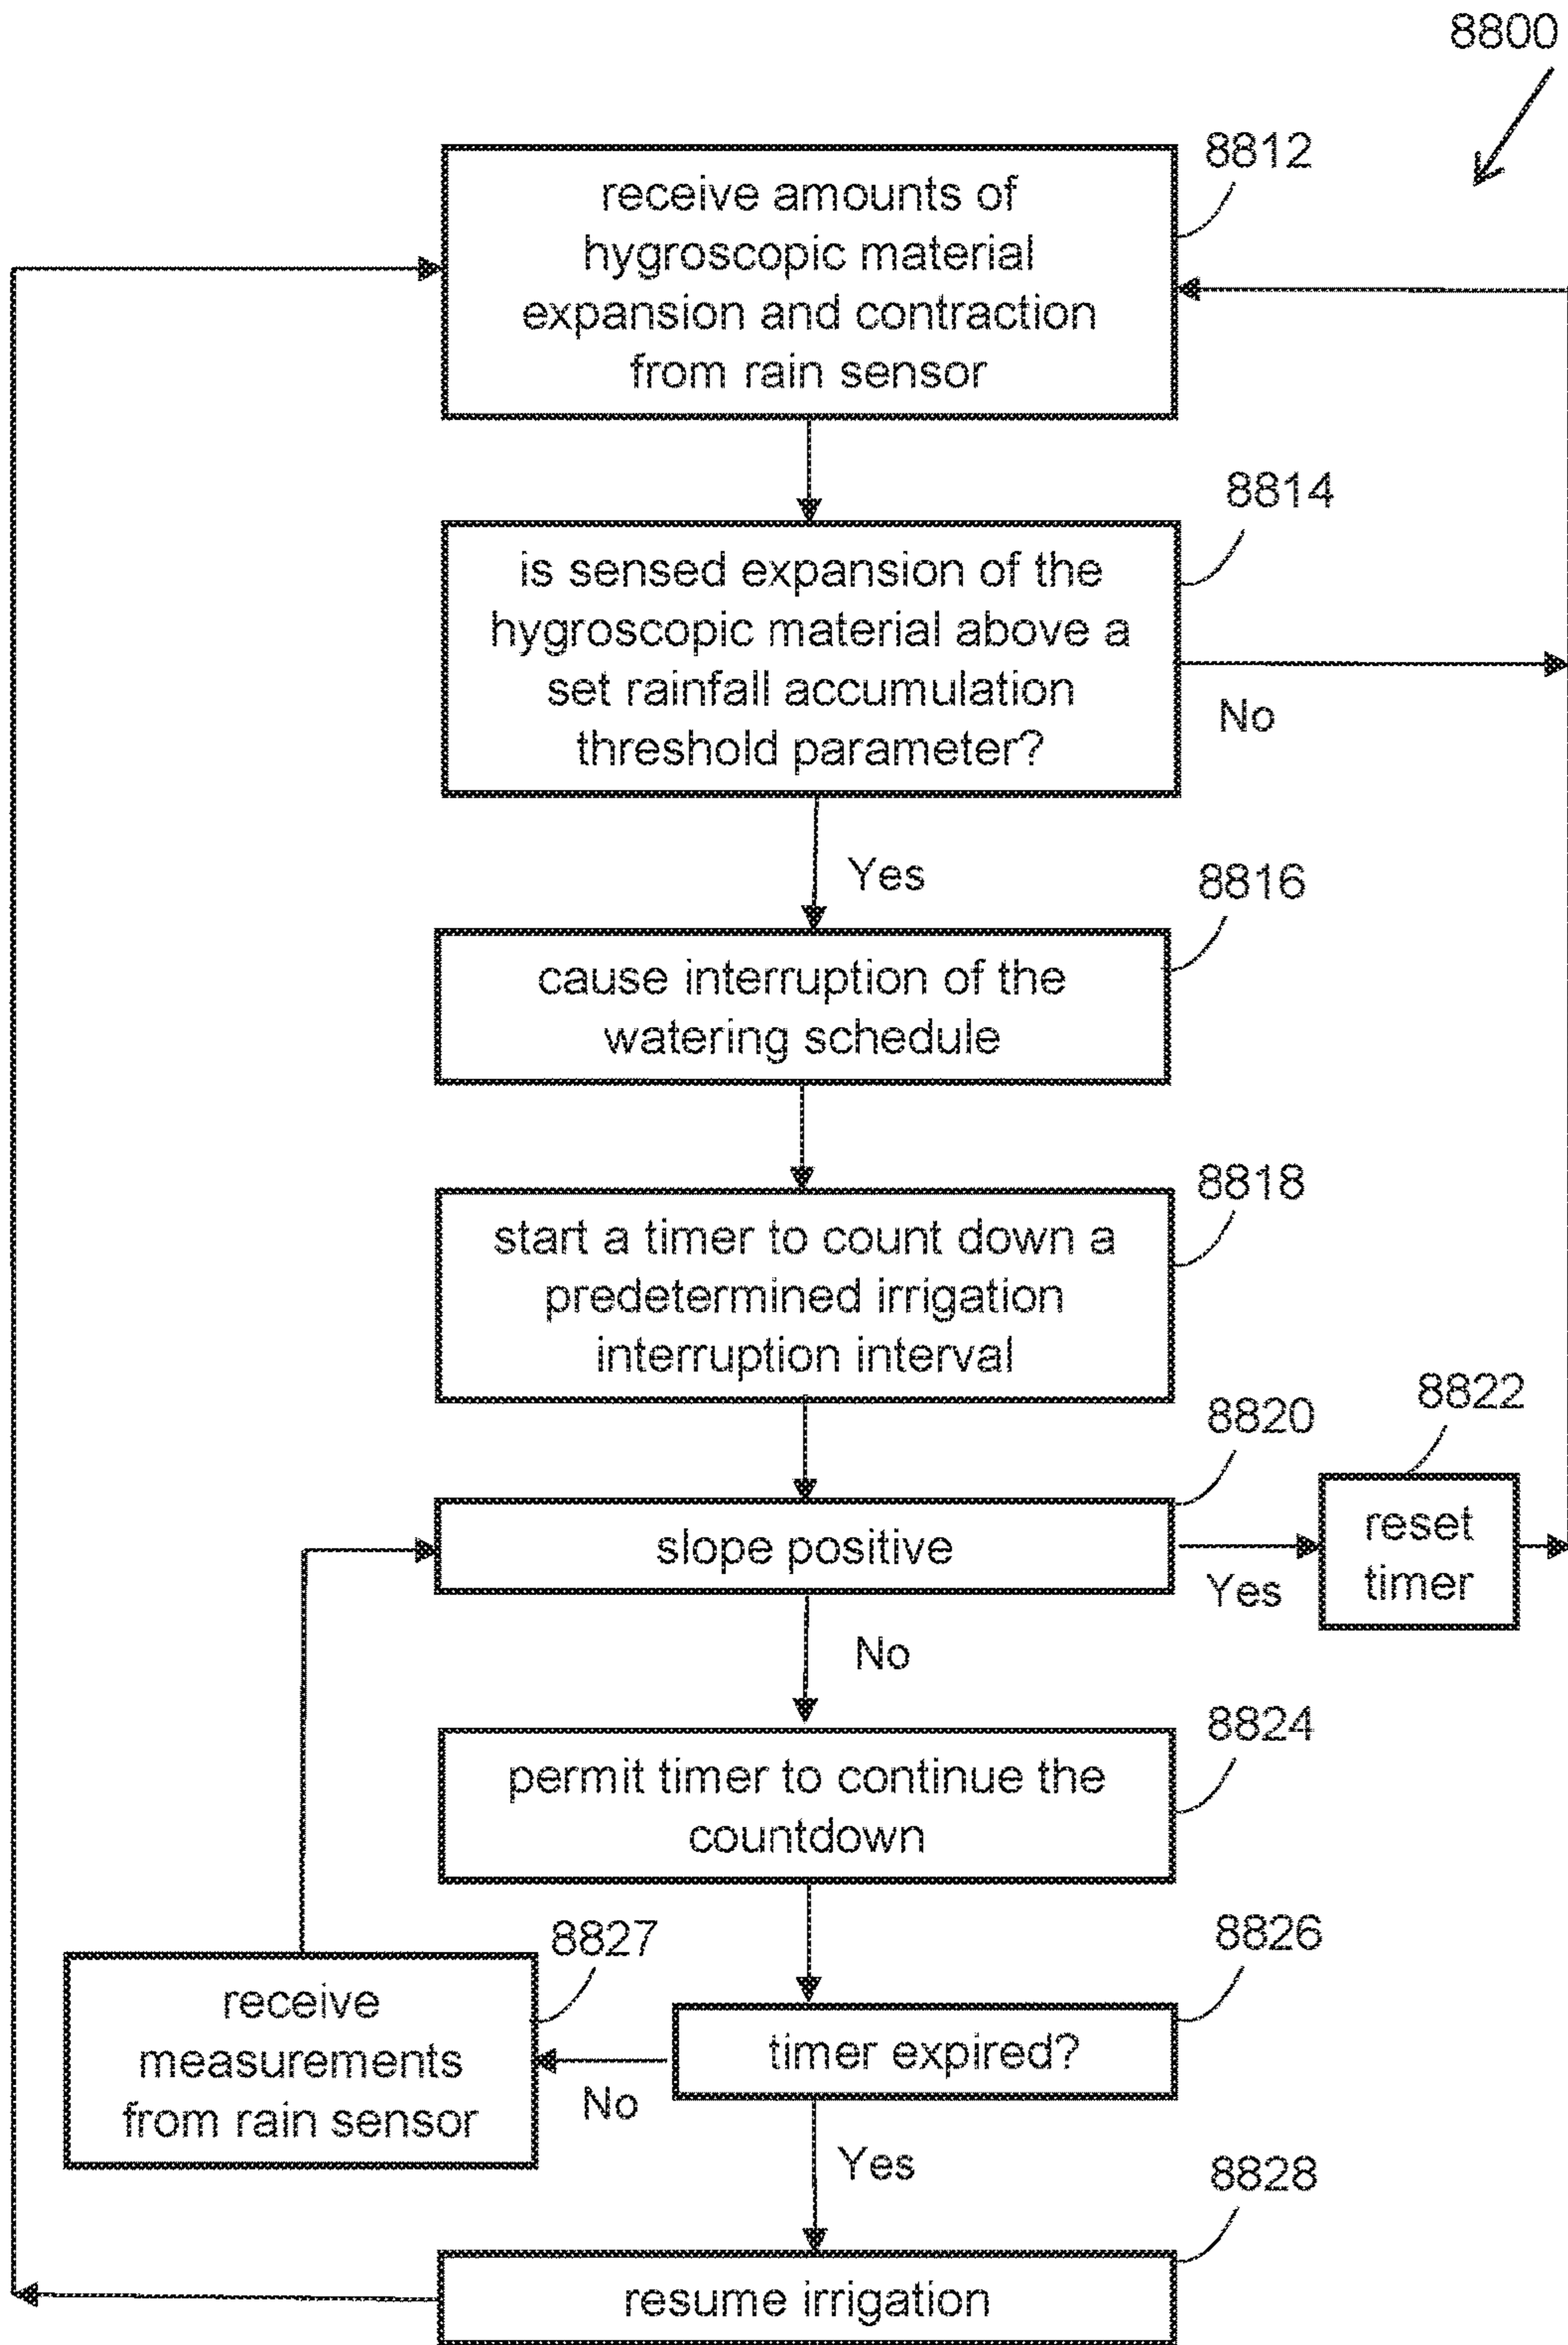 8800
8812
receive amounts of
hygroscopic material
expansion and contraction
from rain sensor
8814
is sensed expansion of the
hygroscopic material above a
set rainfall accumulation
threshold parameter?
No
Yes
8816
cause interruption of the
watering schedule
8818
start a timer to count down a
predetermined irrigation
interruption interval
8820
slope positive
Yes
8822
reset
timer
No
8824
permit timer to continue the
countdown
8826
timer expired?
No
8827
receive
measurements
from rain sensor
Yes
8828
resume irrigation